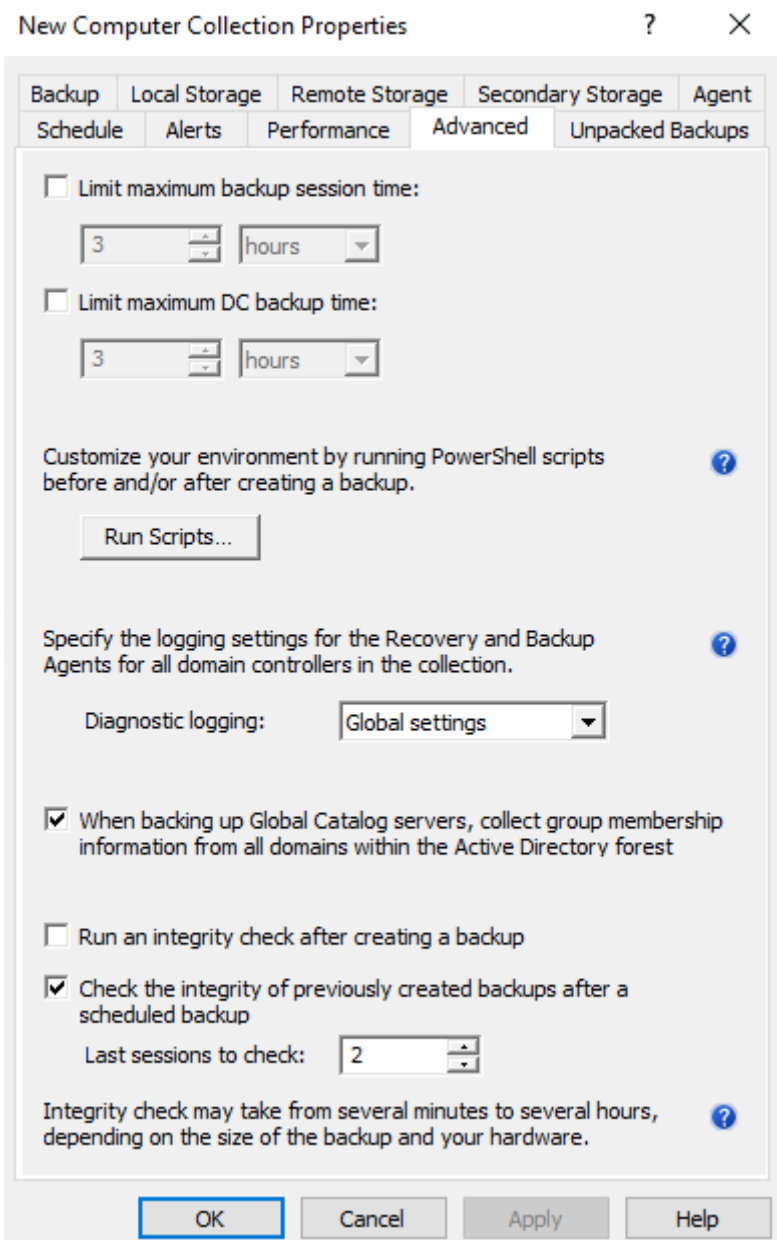 New Computer Collection Properties ? ×
Backup Local Storage Remote Storage Secondary Storage Agent
Schedule Alerts Performance Advanced Unpacked Backups
Limit maximum backup session time:
3 hours
Limit maximum DC backup time:
3 hours
Customize your environment by running PowerShell scripts
before and/or after creating a backup.
?
Run Scripts...
Specify the logging settings for the Recovery and Backup
Agents for all domain controllers in the collection.
?
Diagnostic logging: Global settings
When backing up Global Catalog servers, collect group membership
information from all domains within the Active Directory forest
Run an integrity check after creating a backup
Check the integrity of previously created backups after a
scheduled backup
Last sessions to check: 2
Integrity check may take from several minutes to several hours,
depending on the size of the backup and your hardware.
?
OK Cancel Apply Help